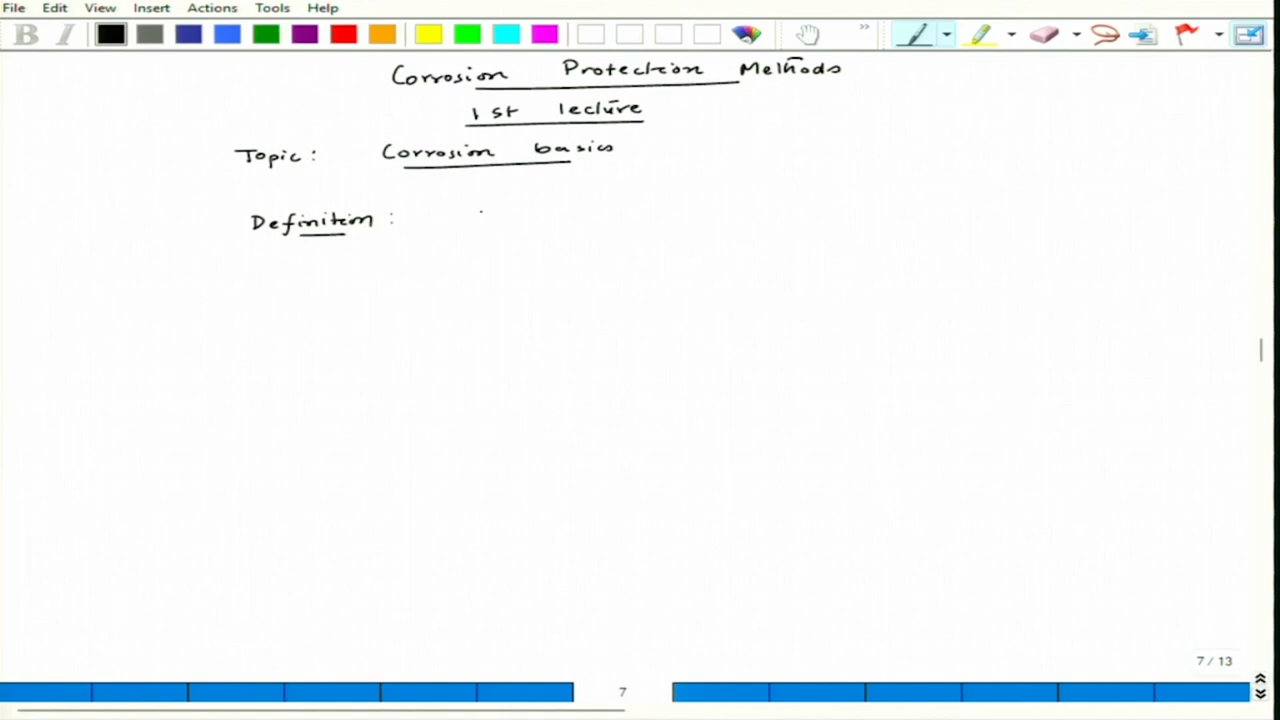 File Edit View Insert Actions Tools Help
B I
Corrosion Protection Methods
1st lecture
Topic: Corrosion basics
Definition:
7 / 13
7